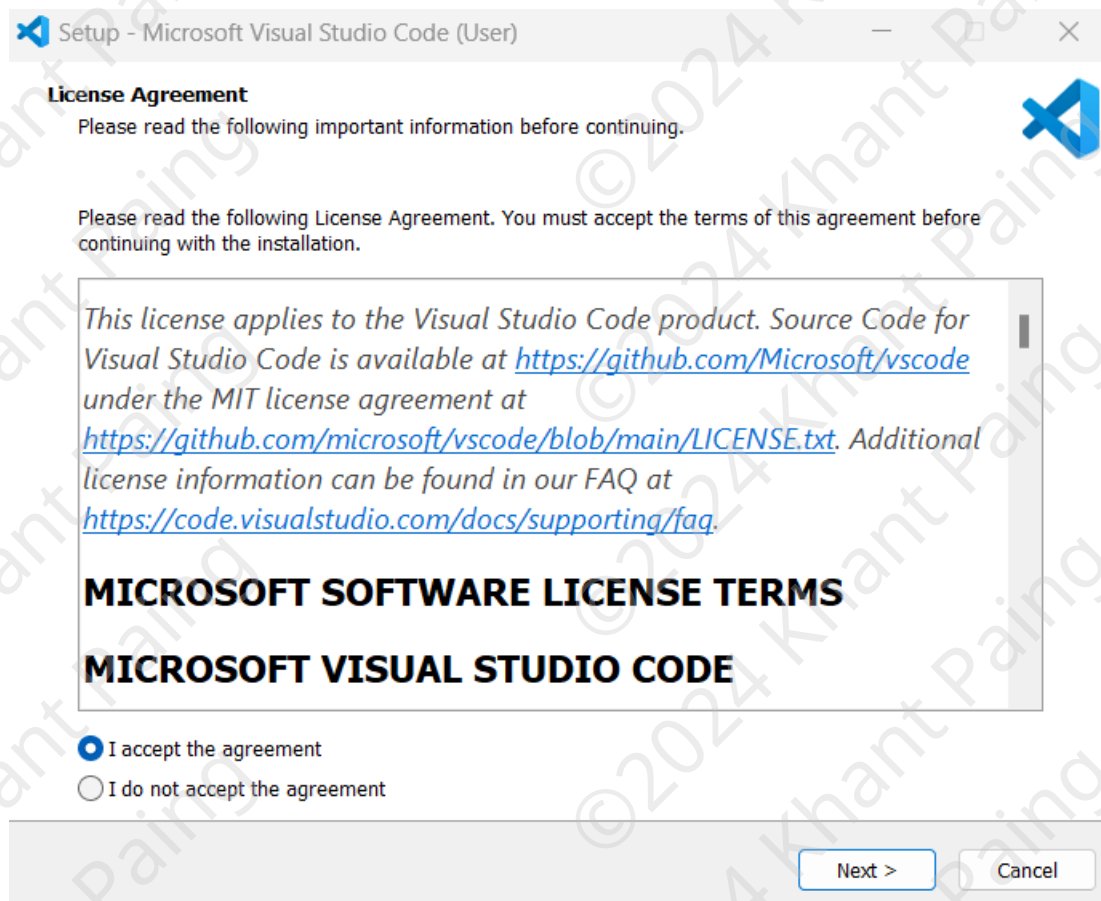 Setup - Microsoft Visual Studio Code (User)
License Agreement
Please read the following important information before continuing.
Please read the following License Agreement. You must accept the terms of this agreement before
continuing with the installation.
This license applies to the Visual Studio Code product. Source Code for
Visual Studio Code is available at https://github.com/Microsoft/vscode
under the MIT license agreement at
https://github.com/microsoft/vscode/blob/main/LICENSE.txt. Additional
license information can be found in our FAQ at
https://code.visualstudio.com/docs/supporting/faq.
MICROSOFT SOFTWARE LICENSE TERMS
MICROSOFT VISUAL STUDIO CODE
I accept the agreement
I do not accept the agreement
Next >
Cancel
©2024 Khant Paing